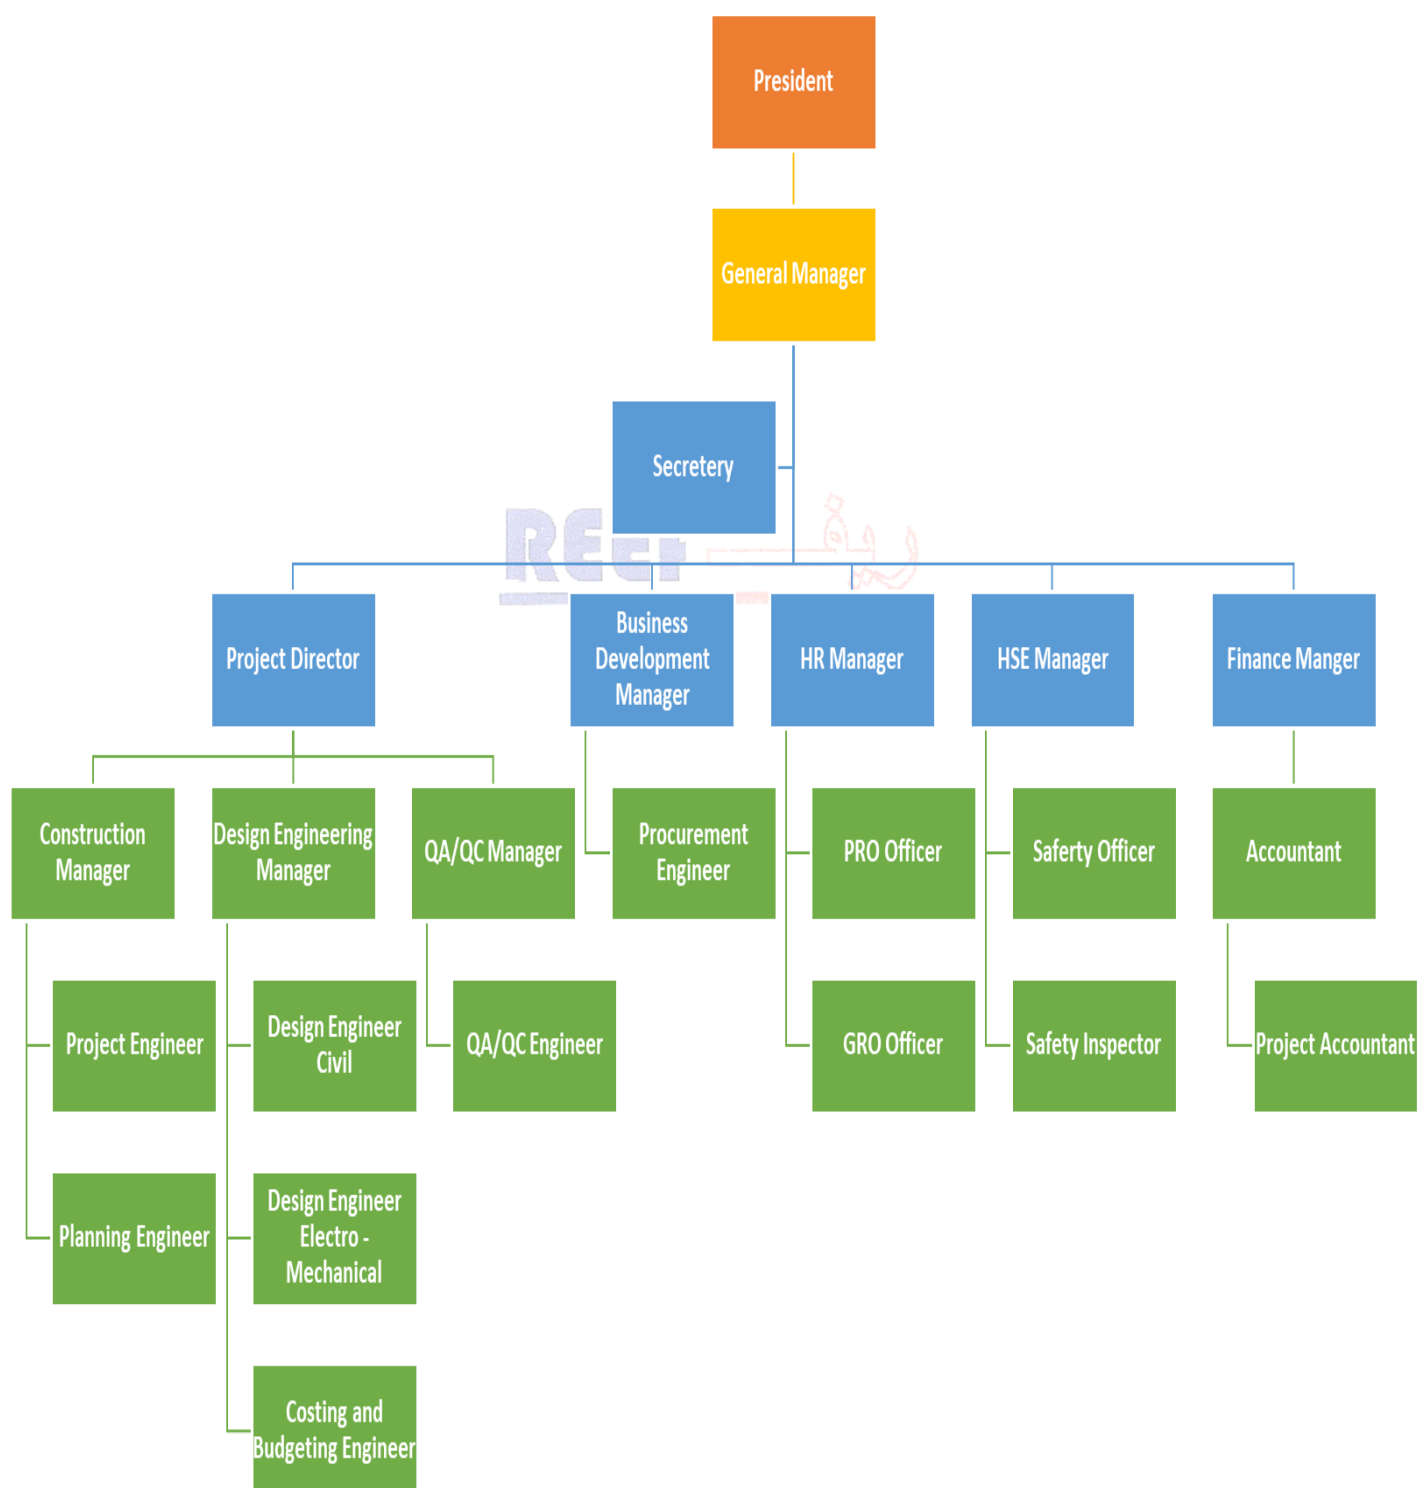 President
General Manager
Secretery
REEF
ريف
Project Director
Business
Development
Manager
HR Manager
HSE Manager
Finance Manger
Construction
Manager
Design Engineering
Manager
QA/QC Manager
Procurement
Engineer
PRO Officer
Saferty Officer
Accountant
Project Engineer
Design Engineer
Civil
QA/QC Engineer
GRO Officer
Safety Inspector
Project Accountant
Planning Engineer
Design Engineer
Electro -
Mechanical
Costing and
Budgeting Engineer